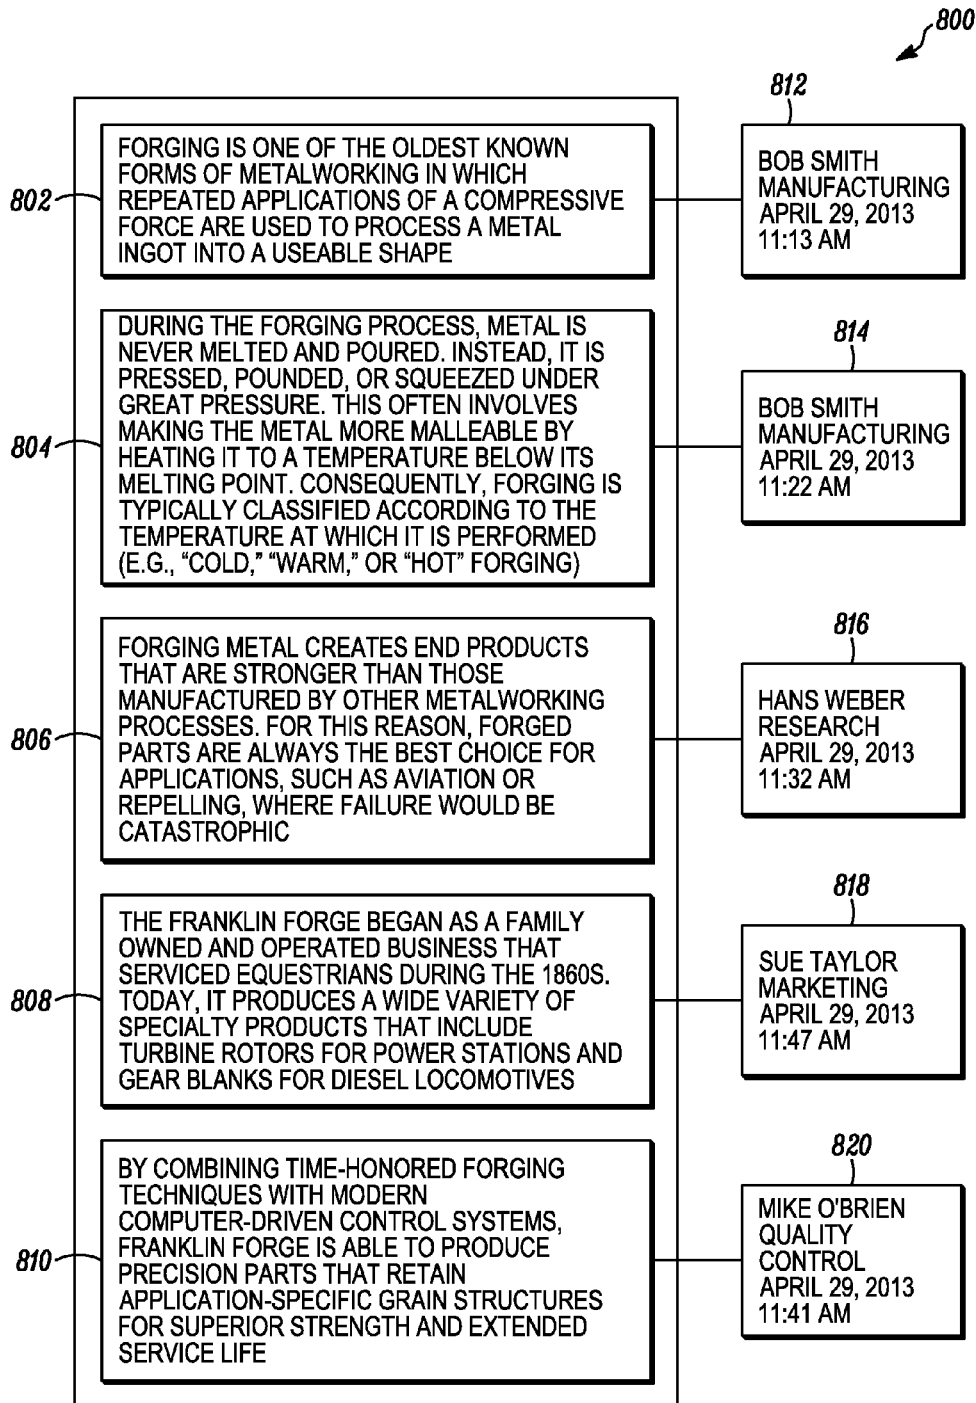 800
802
FORGING IS ONE OF THE OLDEST KNOWN
FORMS OF METALWORKING IN WHICH
REPEATED APPLICATIONS OF A COMPRESSIVE
FORCE ARE USED TO PROCESS A METAL
INGOT INTO A USEABLE SHAPE
812
BOB SMITH
MANUFACTURING
APRIL 29, 2013
11:13 AM
804
DURING THE FORGING PROCESS, METAL IS
NEVER MELTED AND POURED. INSTEAD, IT IS
PRESSED, POUNDED, OR SQUEEZED UNDER
GREAT PRESSURE. THIS OFTEN INVOLVES
MAKING THE METAL MORE MALLEABLE BY
HEATING IT TO A TEMPERATURE BELOW ITS
MELTING POINT. CONSEQUENTLY, FORGING IS
TYPICALLY CLASSIFIED ACCORDING TO THE
TEMPERATURE AT WHICH IT IS PERFORMED
(E.G., “COLD,” “WARM,” OR “HOT” FORGING)
814
BOB SMITH
MANUFACTURING
APRIL 29, 2013
11:22 AM
806
FORGING METAL CREATES END PRODUCTS
THAT ARE STRONGER THAN THOSE
MANUFACTURED BY OTHER METALWORKING
PROCESSES. FOR THIS REASON, FORGED
PARTS ARE ALWAYS THE BEST CHOICE FOR
APPLICATIONS, SUCH AS AVIATION OR
REPELLING, WHERE FAILURE WOULD BE
CATASTROPHIC
816
HANS WEBER
RESEARCH
APRIL 29, 2013
11:32 AM
808
THE FRANKLIN FORGE BEGAN AS A FAMILY
OWNED AND OPERATED BUSINESS THAT
SERVICED EQUESTRIANS DURING THE 1860S.
TODAY, IT PRODUCES A WIDE VARIETY OF
SPECIALTY PRODUCTS THAT INCLUDE
TURBINE ROTORS FOR POWER STATIONS AND
GEAR BLANKS FOR DIESEL LOCOMOTIVES
818
SUE TAYLOR
MARKETING
APRIL 29, 2013
11:47 AM
810
BY COMBINING TIME-HONORED FORGING
TECHNIQUES WITH MODERN
COMPUTER-DRIVEN CONTROL SYSTEMS,
FRANKLIN FORGE IS ABLE TO PRODUCE
PRECISION PARTS THAT RETAIN
APPLICATION-SPECIFIC GRAIN STRUCTURES
FOR SUPERIOR STRENGTH AND EXTENDED
SERVICE LIFE
820
MIKE O'BRIEN
QUALITY
CONTROL
APRIL 29, 2013
11:41 AM